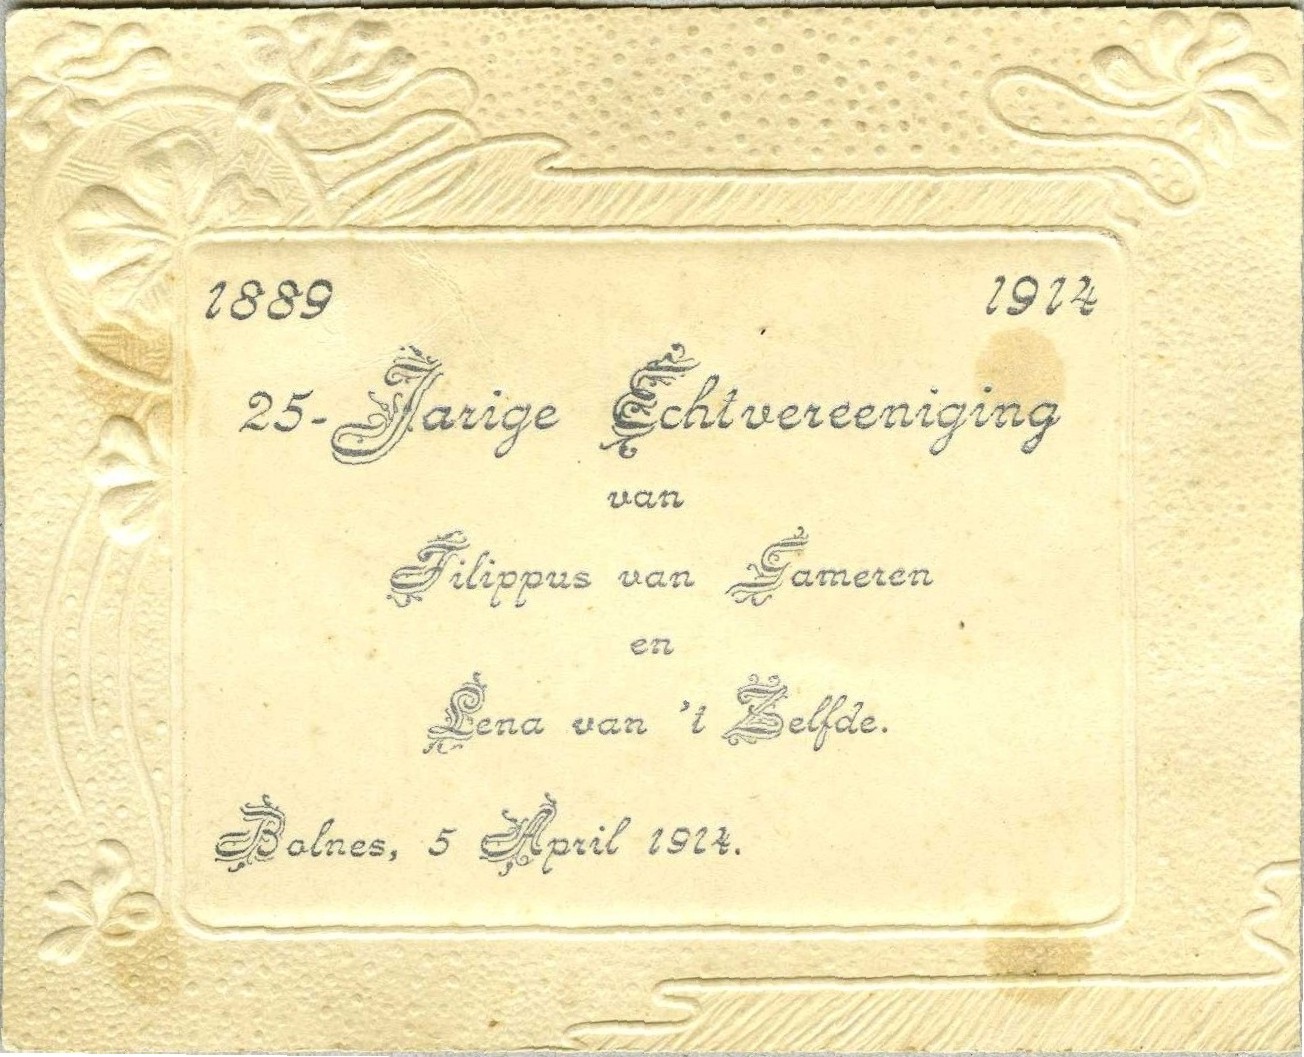 1889 1914
25-Jarige Echtvereeniging
van
Filippus van Gameren
en
Lena van 't Zelfde.
Bolnes, 5 April 1914.